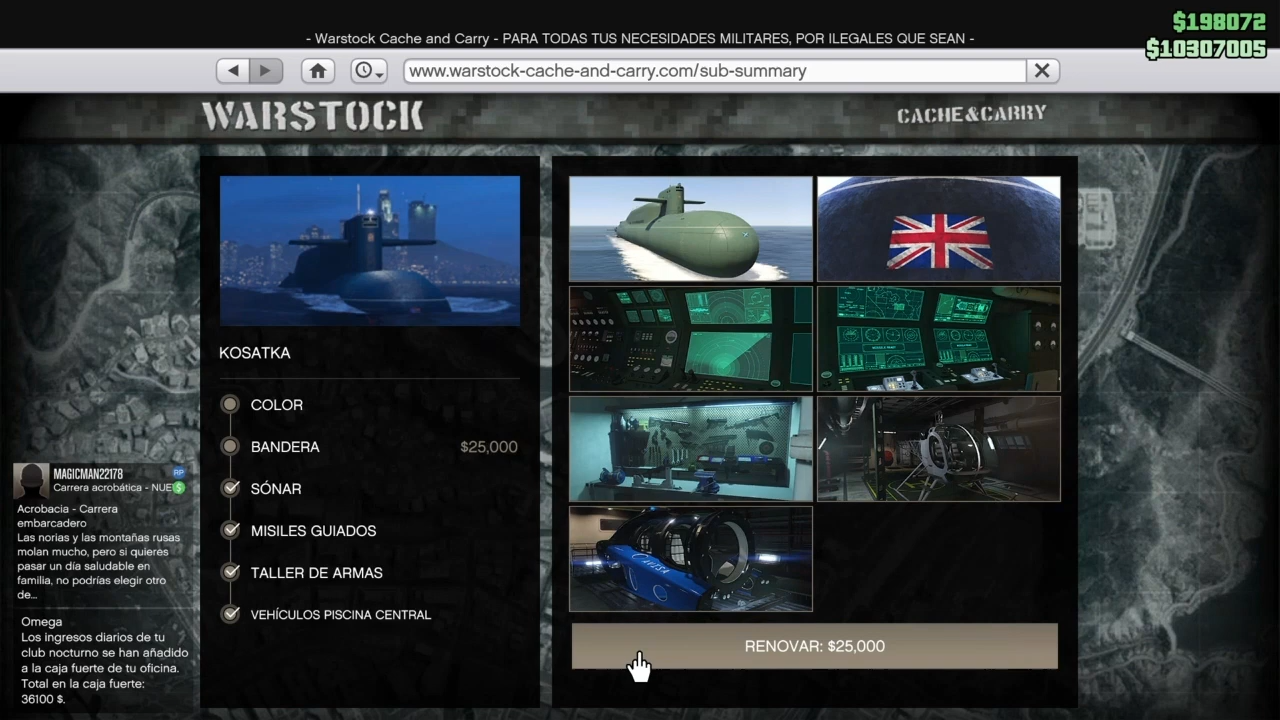 $198072
- Warstock Cache and Carry - PARA TODAS TUS NECESIDADES MILITARES, POR ILEGALES QUE SEAN -
$10307005
www.warstock-cache-and-carry.com/sub-summary
WARSTOCK
CACHE&CARRY
KOSATKA
COLOR
BANDERA $25,000
SÓNAR
MISILES GUIADOS
TALLER DE ARMAS
VEHÍCULOS PISCINA CENTRAL
RENOVAR: $25,000
MAGICMAN22178
RP
Carrera acrobática - NUE
$
Acrobacia - Carrera
embarcadero
Las norias y las montañas rusas
molan mucho, pero si quieres
pasar un día saludable en
familia, no podrías elegir otro
de...
Omega
Los ingresos diarios de tu
club nocturno se han añadido
a la caja fuerte de tu oficina.
Total en la caja fuerte:
36100 $.